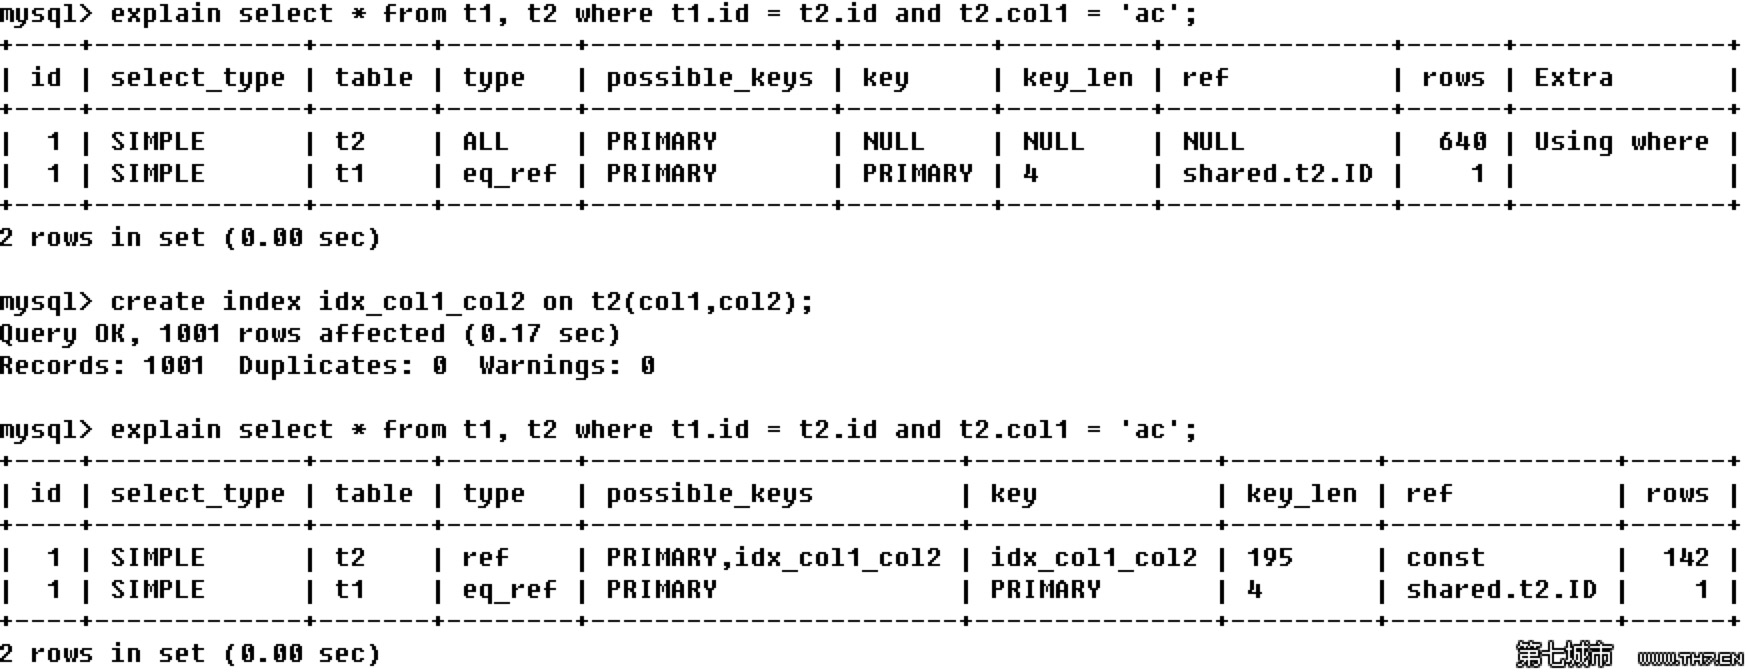 mysql> explain select * from t1, t2 where t1.id = t2.id and t2.col1 = 'ac';
+----+-------------+-------+--------+---------------+---------+---------+--------------+------+-------------+
| id | select_type | table | type   | possible_keys | key     | key_len | ref          | rows | Extra       |
+----+-------------+-------+--------+---------------+---------+---------+--------------+------+-------------+
|  1 | SIMPLE      | t2    | ALL    | PRIMARY       | NULL    | NULL    | NULL         |  640 | Using where |
|  1 | SIMPLE      | t1    | eq_ref | PRIMARY       | PRIMARY | 4       | shared.t2.ID |    1 |             |
+----+-------------+-------+--------+---------------+---------+---------+--------------+------+-------------+
2 rows in set (0.00 sec)
mysql> create index idx_col1_col2 on t2(col1,col2);
Query OK, 1001 rows affected (0.17 sec)
Records: 1001  Duplicates: 0  Warnings: 0
mysql> explain select * from t1, t2 where t1.id = t2.id and t2.col1 = 'ac';
+----+-------------+-------+--------+-----------------------+---------------+---------+--------------+------+
| id | select_type | table | type   | possible_keys         | key           | key_len | ref          | rows |
+----+-------------+-------+--------+-----------------------+---------------+---------+--------------+------+
|  1 | SIMPLE      | t2    | ref    | PRIMARY,idx_col1_col2 | idx_col1_col2 | 195     | const        |  142 |
|  1 | SIMPLE      | t1    | eq_ref | PRIMARY               | PRIMARY       | 4       | shared.t2.ID |    1 |
+----+-------------+-------+--------+-----------------------+---------------+---------+--------------+------+
2 rows in set (0.00 sec)
第七城市 WWW.TH7.CN